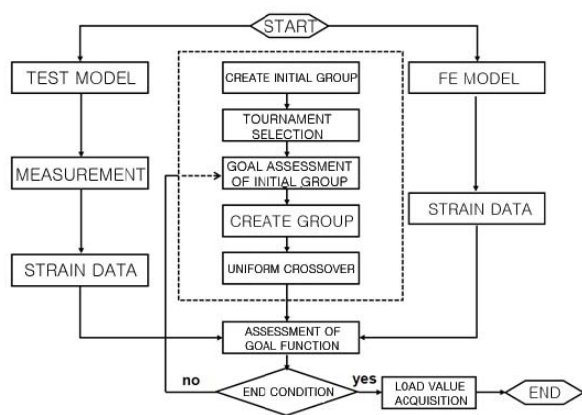 START
TEST MODEL
CREATE INITIAL GROUP
FE MODEL
TOURNAMENT
SELECTION
MEASUREMENT
GOAL ASSESSMENT
OF INITIAL GROUP
CREATE GROUP
STRAIN DATA
STRAIN DATA
UNIFORM CROSSOVER
ASSESSMENT OF
GOAL FUNCTION
no
yes
END CONDITION
LOAD VALUE
ACQUISITION
END